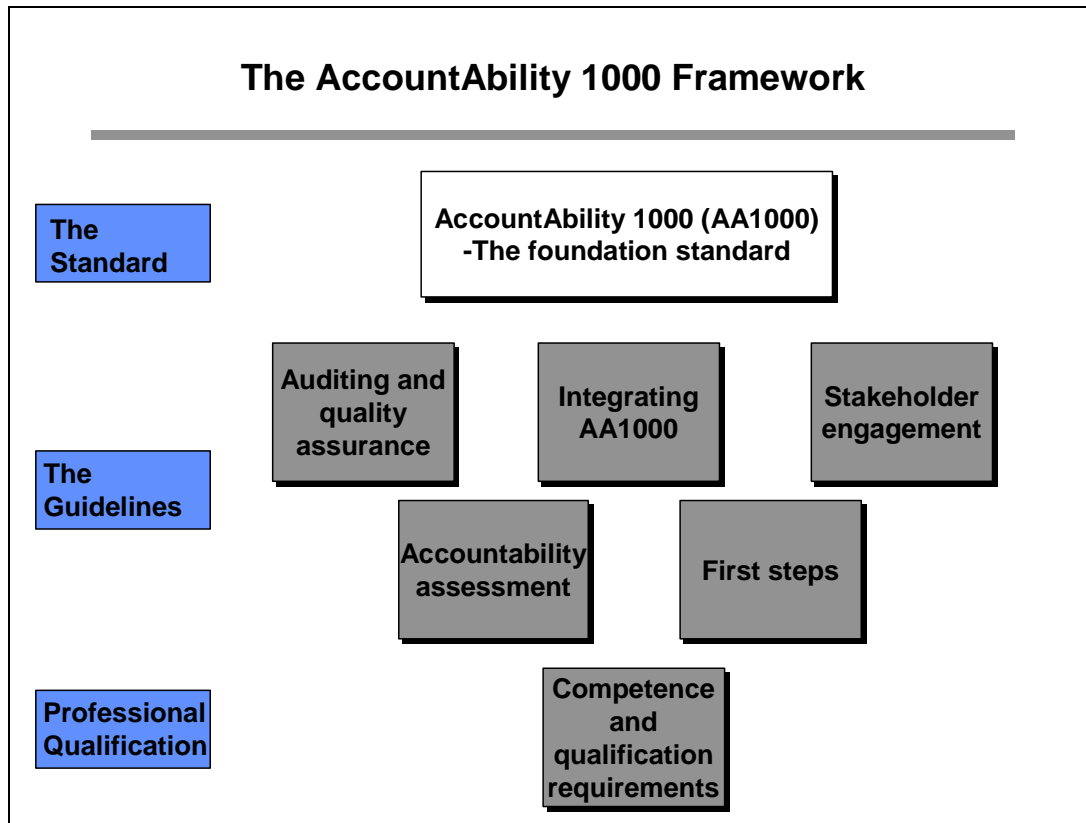 The AccountAbility 1000 Framework
The
Standard
AccountAbility 1000 (AA1000)
-The foundation standard
The
Guidelines
Auditing and
quality
assurance
Integrating
AA1000
Stakeholder
engagement
Accountability
assessment
First steps
Professional
Qualification
Competence
and
qualification
requirements